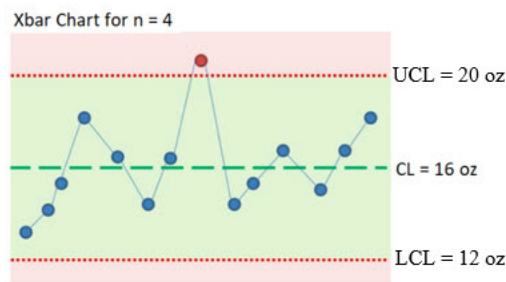 Xbar Chart for n = 4
UCL = 20 oz
CL = 16 oz
LCL = 12 oz